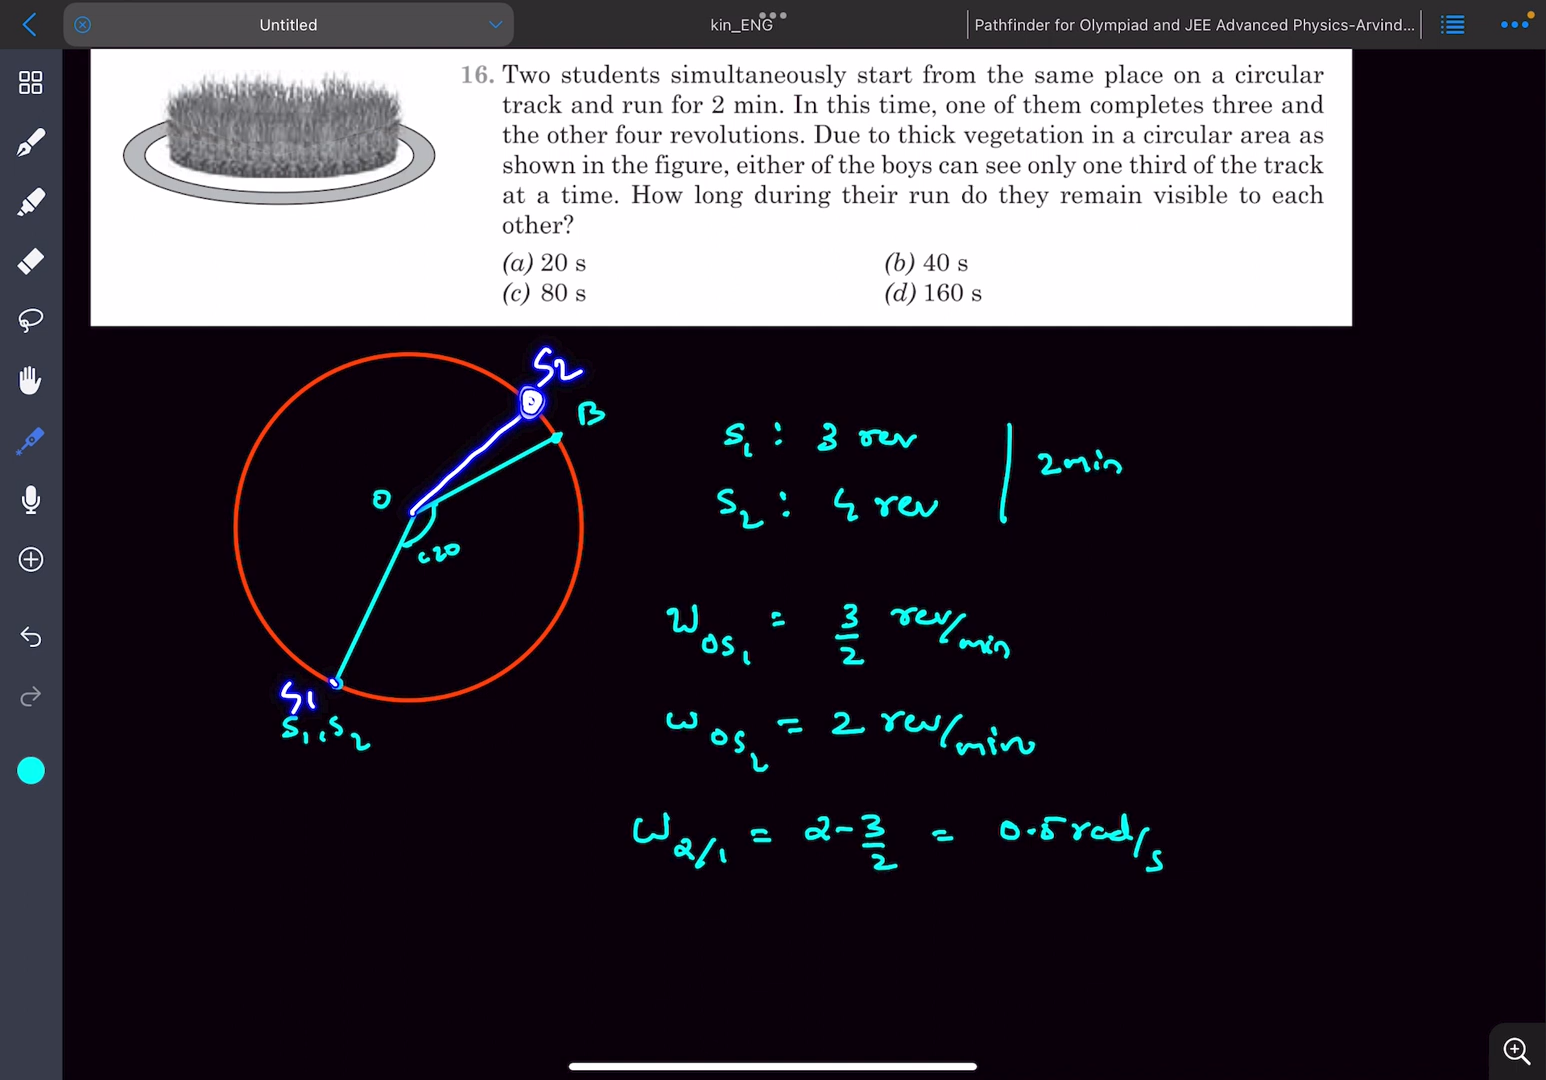 Untitled
kin_ENG
Pathfinder for Olympiad and JEE Advanced Physics-Arvind...
16. Two students simultaneously start from the same place on a circular
track and run for 2 min. In this time, one of them completes three and
the other four revolutions. Due to thick vegetation in a circular area as
shown in the figure, either of the boys can see only one third of the track
at a time. How long during their run do they remain visible to each
other?
(a) 20 s
(b) 40 s
(c) 80 s
(d) 160 s
S2
B
O
120
S1
S₁, S₂
S₁ : 3 rev
S₂ : 4 rev
2 min
ω_OS₁ = 3/2 rev/min
ω_OS₂ = 2 rev/min
ω_2/1 = 2 - 3/2 = 0.5 rad/s